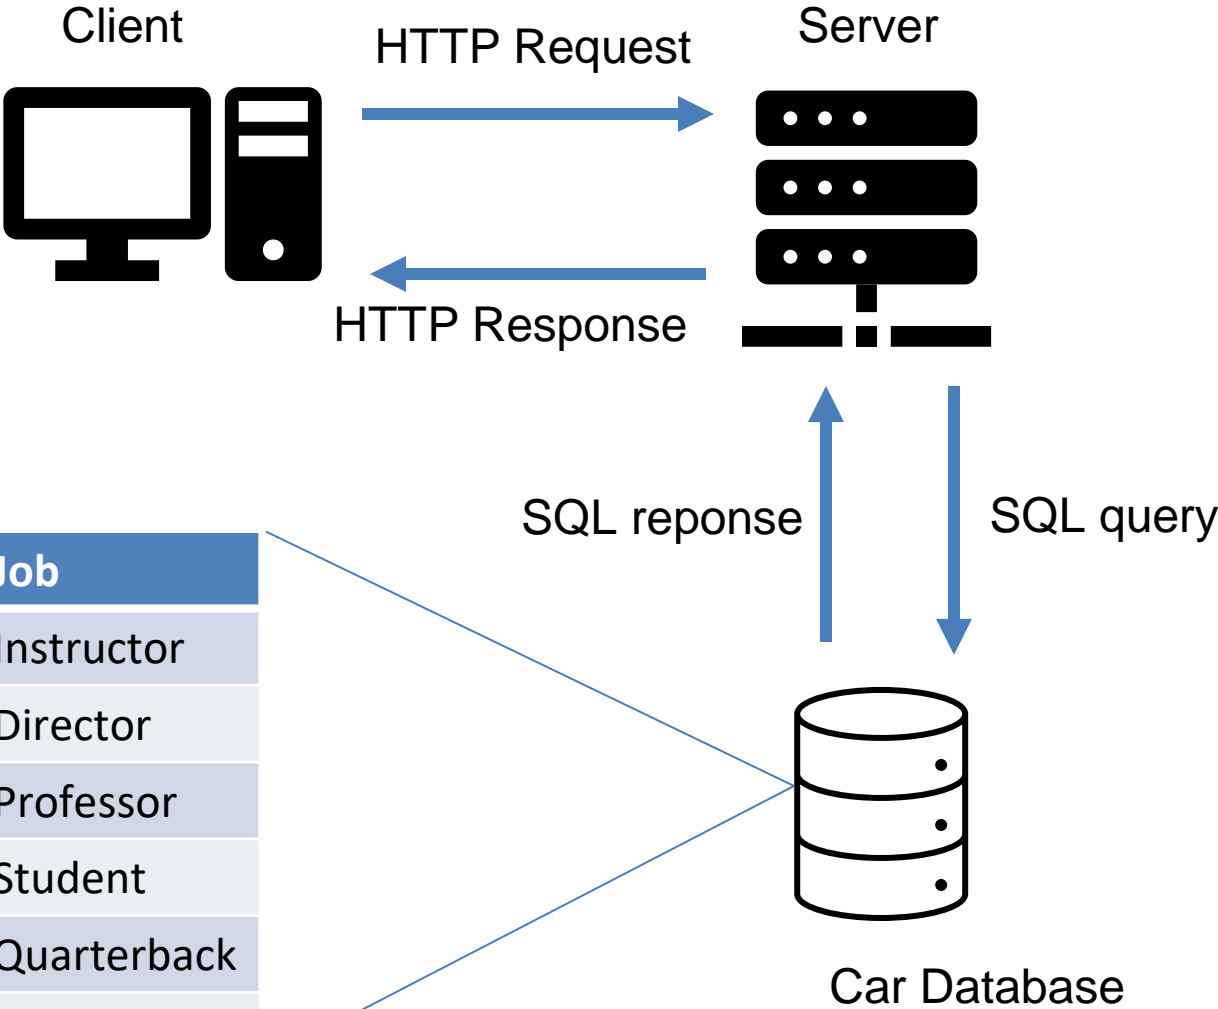 Client
HTTP Request
Server
HTTP Response
SQL reponse
SQL query
Job
Instructor
Director
Professor
Student
Quarterback
Car Database